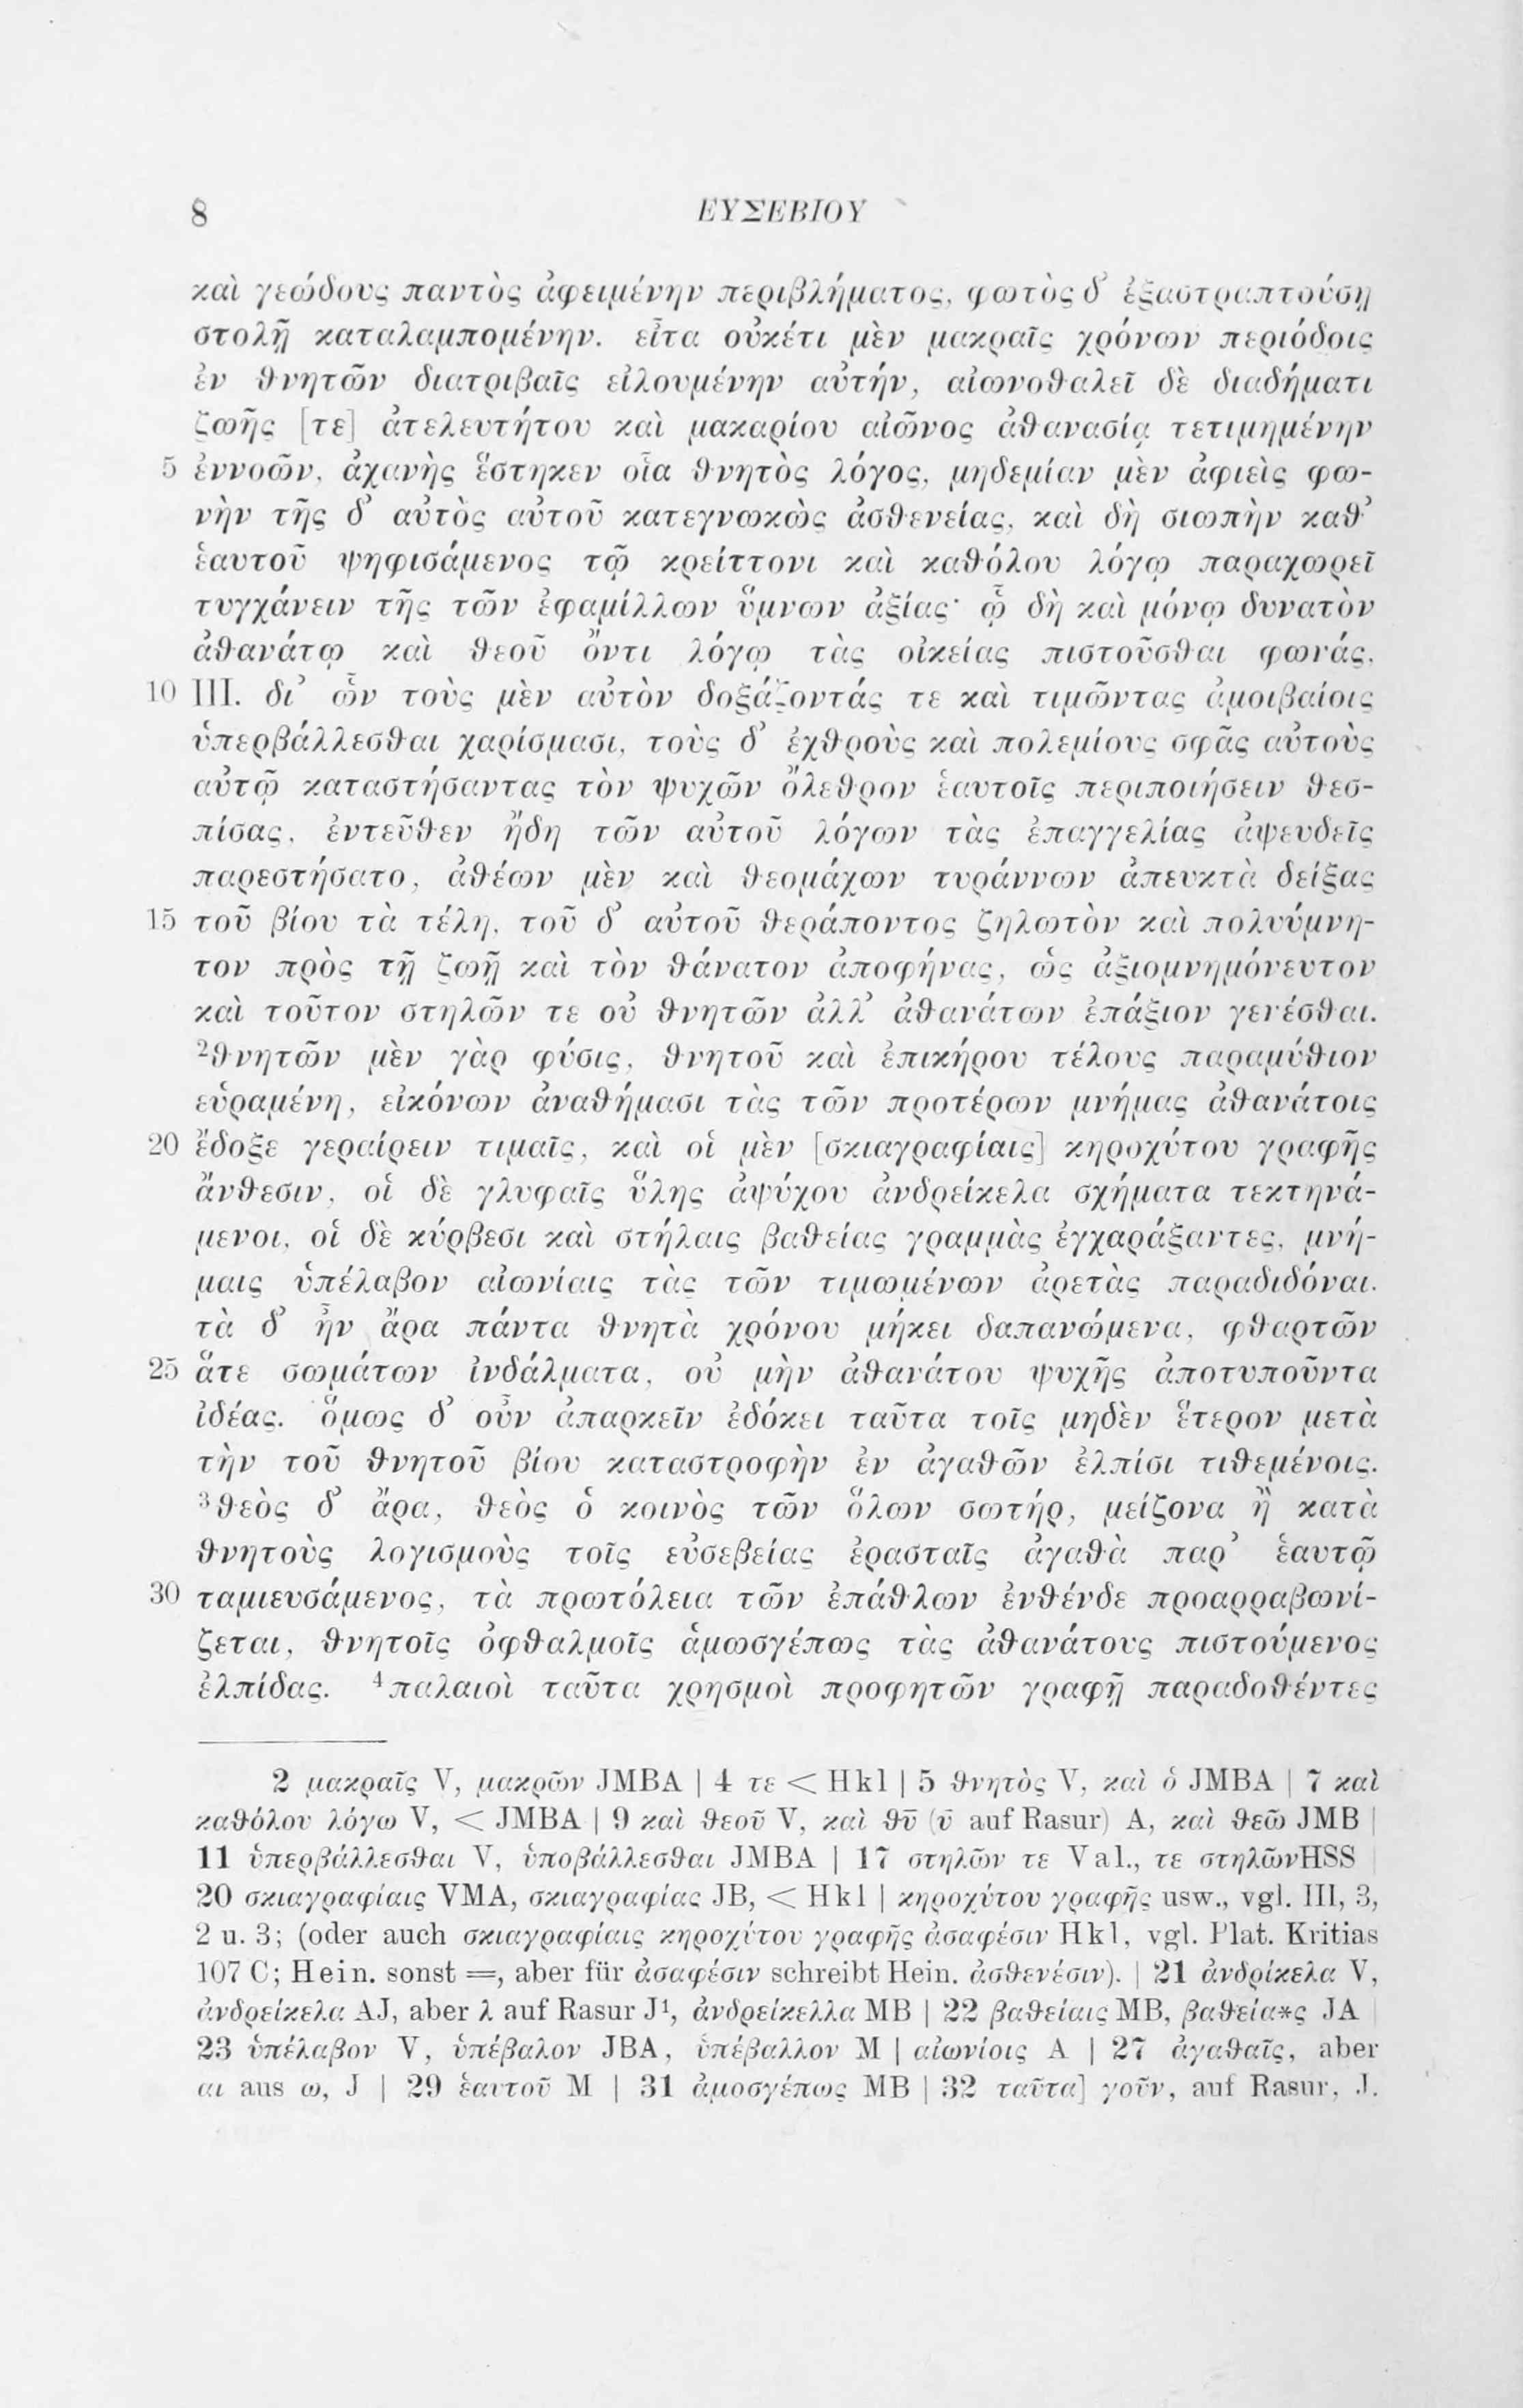 8 ΕΥΣΕΒΙΟΥ
καὶ γεώδους παντὸς ἀφειμένην περιβλήματος, φωτὸς δ’ ἐξαστραπτούσῃ
στολῇ καταλαμπομένην. εἶτα οὐκέτι μὲν μακραῖς χρόνων περιόδοις
ἐν θνητῶν διατριβαῖς εἰλουμένην αὐτήν, αἰωνοθαλεῖ δὲ διαδήματι
ζωῆς [τε] ἀτελευτήτου καὶ μακαρίου αἰῶνος ἀθανασίᾳ τετιμημένην
5 ἐννοῶν, ἀχανὴς ἕστηκεν οἷα θνητὸς λόγος, μηδεμίαν μὲν ἀφιεὶς φω-
νὴν τῆς δ’ αὐτὸς αὑτοῦ κατεγνωκὼς ἀσθενείας, καὶ δὴ σιωπὴν καθ’
ἑαυτοῦ ψηφισάμενος τῷ κρείττονι καὶ καθόλου λόγῳ παραχωρεῖ
τυγχάνειν τῆς τῶν ἐφαμίλλων ὕμνων ἀξίας· ᾧ δὴ καὶ μόνῳ δυνατὸν
ἀθανάτῳ καὶ θεοῦ ὄντι λόγῳ τὰς οἰκείας πιστοῦσθαι φωνάς,
10 III. δι’ ὧν τοὺς μὲν αὐτὸν δοξάζοντάς τε καὶ τιμῶντας ἀμοιβαίοις
ὑπερβάλλεσθαι χαρίσμασι, τοὺς δ’ ἐχθροὺς καὶ πολεμίους σφᾶς αὐτοὺς
αὐτῷ καταστήσαντας τὸν ψυχῶν ὄλεθρον ἑαυτοῖς περιποιήσειν θεσ-
πίσας, ἐντεῦθεν ἤδη τῶν αὐτοῦ λόγων τὰς ἐπαγγελίας ἀψευδεῖς
παρεστήσατο, ἀθέων μὲν καὶ θεομάχων τυράννων ἀπευκτὰ δείξας
15 τοῦ βίου τὰ τέλη, τοῦ δ’ αὐτοῦ θεράποντος ζηλωτὸν καὶ πολυύμνη-
τον πρὸς τῇ ζωῇ καὶ τὸν θάνατον ἀποφήνας, ὡς ἀξιομνημόνευτον
καὶ τοῦτον στηλῶν τε οὐ θνητῶν ἀλλ’ ἀθανάτων ἐπάξιον γενέσθαι.
²θνητῶν μὲν γὰρ φύσις, θνητοῦ καὶ ἐπικήρου τέλους παραμύθιον
εὑραμένη, εἰκόνων ἀναθήμασι τὰς τῶν προτέρων μνήμας ἀθανάτοις
20 ἔδοξε γεραίρειν τιμαῖς, καὶ οἱ μὲν [σκιαγραφίαις] κηροχύτου γραφῆς
ἄνθεσιν, οἱ δὲ γλυφαῖς ὕλης ἀψύχου ἀνδρείκελα σχήματα τεκτηνά-
μενοι, οἱ δὲ κύρβεσι καὶ στήλαις βαθείας γραμμὰς ἐγχαράξαντες, μνή-
μαις ὑπέλαβον αἰωνίαις τὰς τῶν τιμωμένων ἀρετὰς παραδιδόναι.
τὰ δ’ ἦν ἄρα πάντα θνητὰ χρόνου μήκει δαπανώμενα, φθαρτῶν
25 ἅτε σωμάτων ἰνδάλματα, οὐ μὴν ἀθανάτου ψυχῆς ἀποτυποῦντα
ἰδέας. ὅμως δ’ οὖν ἀπαρκεῖν ἐδόκει ταῦτα τοῖς μηδὲν ἕτερον μετὰ
τὴν τοῦ θνητοῦ βίου καταστροφὴν ἐν ἀγαθῶν ἐλπίσι τιθεμένοις.
³θεὸς δ’ ἄρα, θεὸς ὁ κοινὸς τῶν ὅλων σωτήρ, μείζονα ἢ κατὰ
θνητοὺς λογισμοὺς τοῖς εὐσεβείας ἐρασταῖς ἀγαθὰ παρ’ ἑαυτῷ
30 ταμιευσάμενος, τὰ πρωτόλεια τῶν ἐπάθλων ἐνθένδε προαρραβωνί-
ζεται, θνητοῖς ὀφθαλμοῖς ἁμωσγέπως τὰς ἀθανάτους πιστούμενος
ἐλπίδας. ⁴παλαιοὶ ταῦτα χρησμοὶ προφητῶν γραφῇ παραδοθέντες
2 μακραῖς V, μακρῶν JMBA | 4 τε < Hkl | 5 θνητὸς V, καὶ ὁ JMBA | 7 καὶ
καθόλου λόγω V, < JMBA | 9 καὶ θεοῦ V, καὶ θῡ (ῡ auf Rasur) A, καὶ θεῶ JMB |
11 ὑπερβάλλεσθαι V, ὑποβάλλεσθαι JMBA | 17 στηλῶν τε Val., τε στηλῶνHSS |
20 σκιαγραφίαις VMA, σκιαγραφίας JB, < Hkl | κηροχύτου γραφῆς usw., vgl. III, 3,
2 u. 3; (oder auch σκιαγραφίαις κηροχύτου γραφῆς ἀσαφέσιν Hkl, vgl. Plat. Kritias
107 C; Hein. sonst =, aber für ἀσαφέσιν schreibt Hein. ἀσθενέσιν). | 21 ἀνδρίκελα V,
ἀνδρείκελα AJ, aber λ auf Rasur J¹, ἀνδρείκελλα MB | 22 βαθείαις MB, βαθεία*ς JA |
23 ὑπέλαβον V, ὑπέβαλον JBA, ὑπέβαλλον M | αἰωνίοις A | 27 ἀγαθαῖς, aber
αι aus ω, J | 29 ἑαυτοῦ M | 31 ἁμοσγέπως MB | 32 ταῦτα] γοῦν, auf Rasur, J.